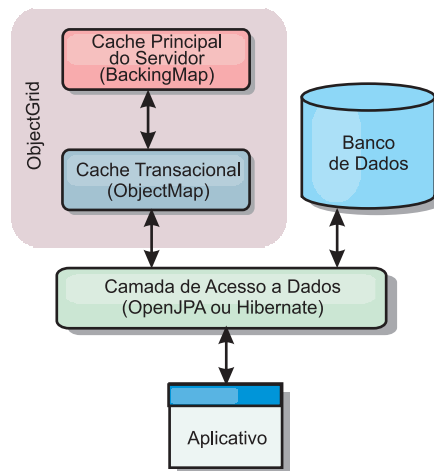 Cache Principal
do Servidor
(BackingMap)
ObjectGrid
Cache Transacional
(ObjectMap)
Banco
de Dados
Camada de Acesso a Dados
(OpenJPA ou Hibernate)
Aplicativo